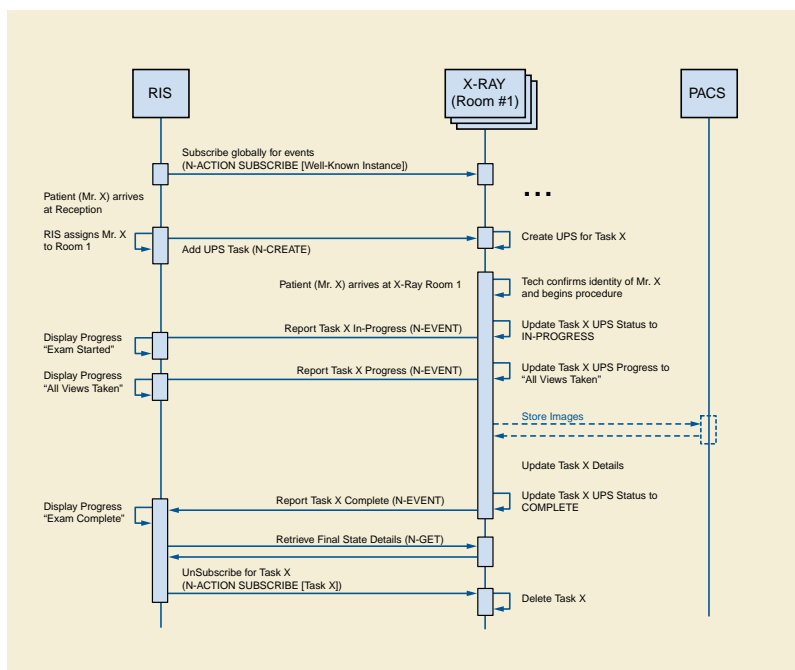 RIS
X-RAY
(Room #1)
PACS
Subscribe globally for events
(N-ACTION SUBSCRIBE [Well-Known Instance])
...
Patient (Mr. X) arrives
at Reception
RIS assigns Mr. X
to Room 1
Add UPS Task (N-CREATE)
Create UPS for Task X
Patient (Mr. X) arrives at X-Ray Room 1
Tech confirms identity of Mr. X
and begins procedure
Display Progress
“Exam Started”
Report Task X In-Progress (N-EVENT)
Update Task X UPS Status to
IN-PROGRESS
Display Progress
“All Views Taken”
Report Task X Progress (N-EVENT)
Update Task X UPS Progress to
“All Views Taken”
Store Images
Update Task X Details
Display Progress
“Exam Complete”
Report Task X Complete (N-EVENT)
Update Task X UPS Status to
COMPLETE
Retrieve Final State Details (N-GET)
UnSubscribe for Task X
(N-ACTION SUBSCRIBE [Task X])
Delete Task X